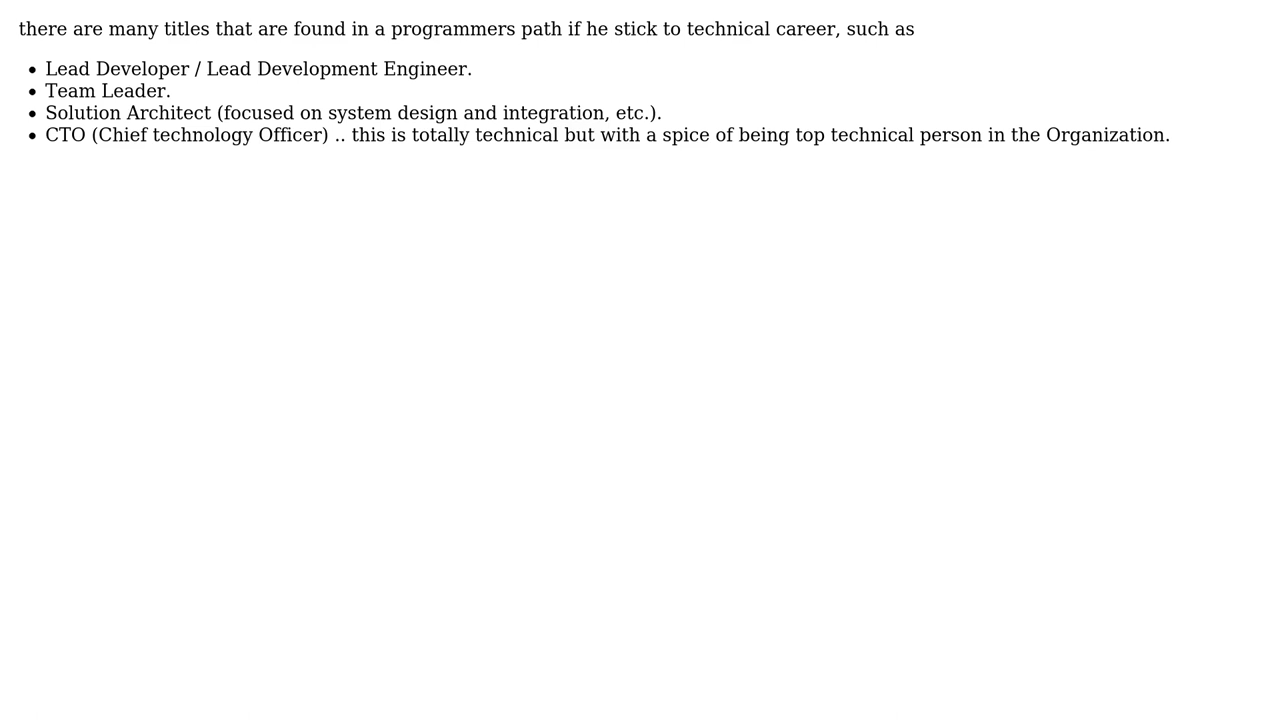 there are many titles that are found in a programmers path if he stick to technical career, such as
• Lead Developer / Lead Development Engineer.
• Team Leader.
• Solution Architect (focused on system design and integration, etc.).
• CTO (Chief technology Officer) .. this is totally technical but with a spice of being top technical person in the Organization.